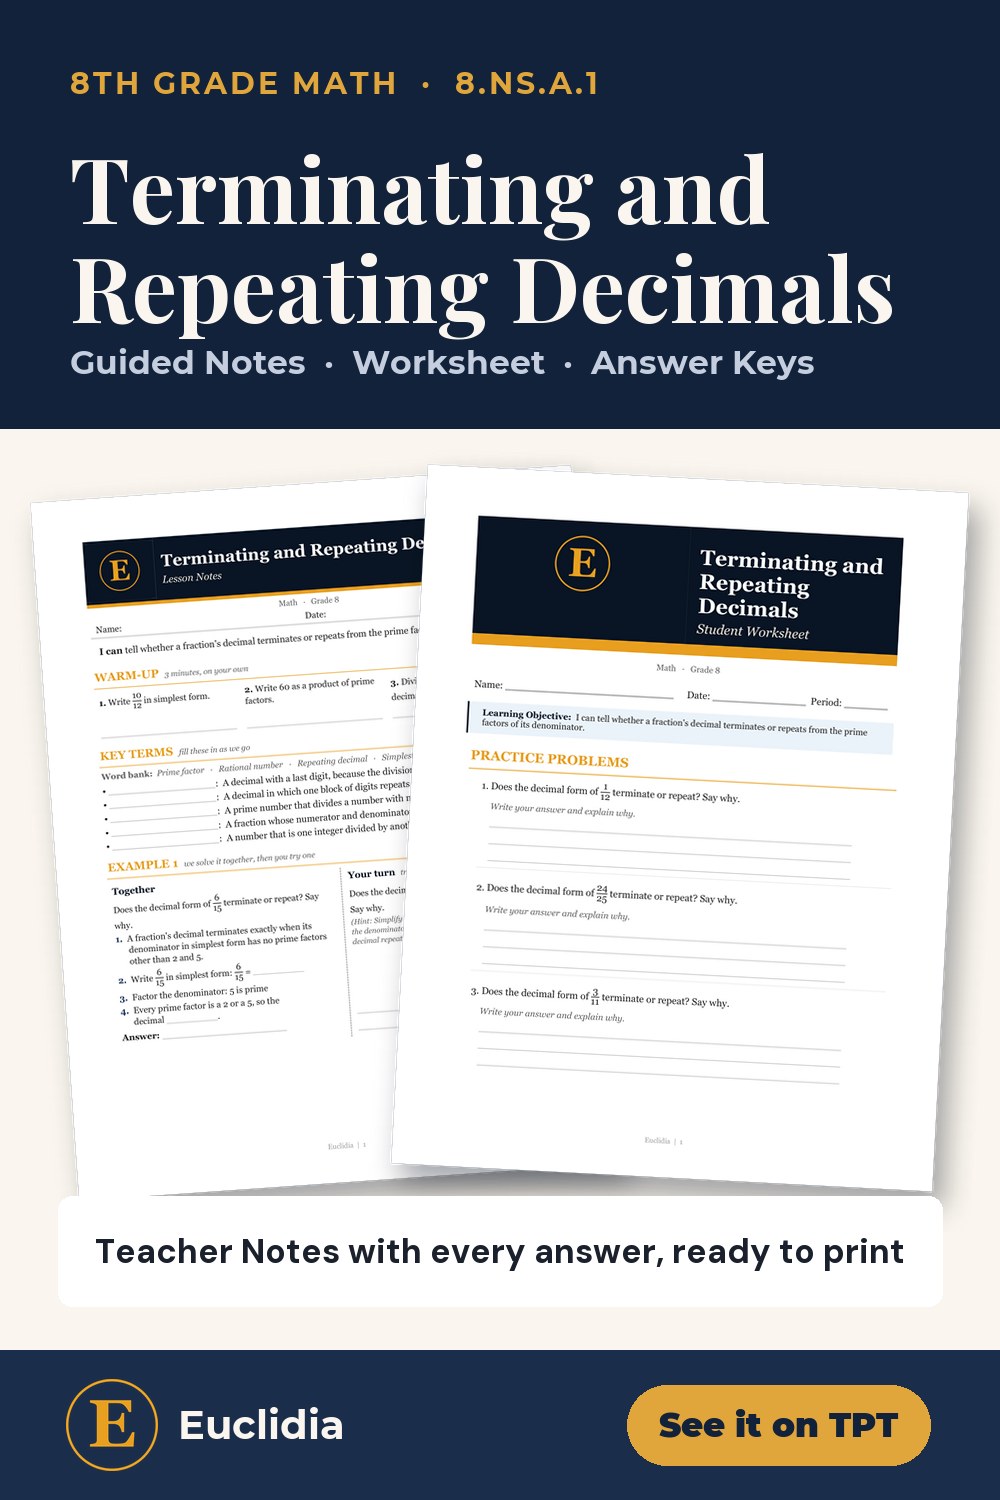 8TH GRADE MATH · 8.NS.A.1
Terminating and
Repeating Decimals
Guided Notes · Worksheet · Answer Keys
E
Terminating and Repeating De
Lesson Notes
Math · Grade 8
Name:
Date:
I can tell whether a fraction's decimal terminates or repeats from the prime fa
WARM-UP 3 minutes, on your own
1. Write 10/12 in simplest form.
2. Write 60 as a product of prime
factors.
3. Divi
decim
KEY TERMS fill these in as we go
Word bank: Prime factor · Rational number · Repeating decimal · Simples
• : A decimal with a last digit, because the division
• : A decimal in which one block of digits repeats
• : A prime number that divides a number with n
• : A fraction whose numerator and denominato
• : A number that is one integer divided by anot
EXAMPLE 1 we solve it together, then you try one
Together
Does the decimal form of 6/15 terminate or repeat? Say
why.
1. A fraction's decimal terminates exactly when its
denominator in simplest form has no prime factors
other than 2 and 5.
2. Write 6/15 in simplest form: 6/15 =
3. Factor the denominator: 5 is prime
4. Every prime factor is a 2 or a 5, so the
decimal .
Answer:
Your turn
Does the decim
Say why.
(Hint: Simplify
the denominato
decimal repeat
Euclidia | 1
E
Terminating and
Repeating
Decimals
Student Worksheet
Math · Grade 8
Name: Date: Period:
Learning Objective: I can tell whether a fraction's decimal terminates or repeats from the prime
factors of its denominator.
PRACTICE PROBLEMS
1. Does the decimal form of 1/12 terminate or repeat? Say why.
Write your answer and explain why.
2. Does the decimal form of 24/25 terminate or repeat? Say why.
Write your answer and explain why.
3. Does the decimal form of 3/11 terminate or repeat? Say why.
Write your answer and explain why.
Euclidia | 1
Teacher Notes with every answer, ready to print
E
Euclidia
See it on TPT